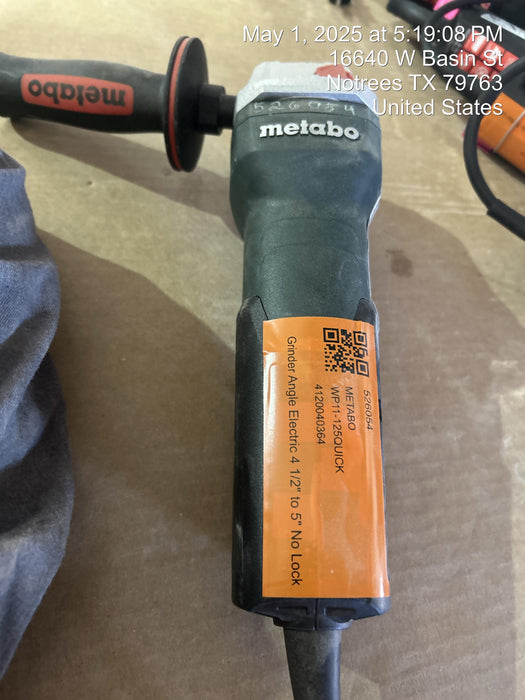 May 1, 2025 at 5:19:08 PM
16640 W Basin St
Notrees TX 79763
United States
metabo
526054
metabo
526054
METABO
WP11-125QUICK
4120040364
Grinder Angle Electric 4 1/2" to 5" No Lock